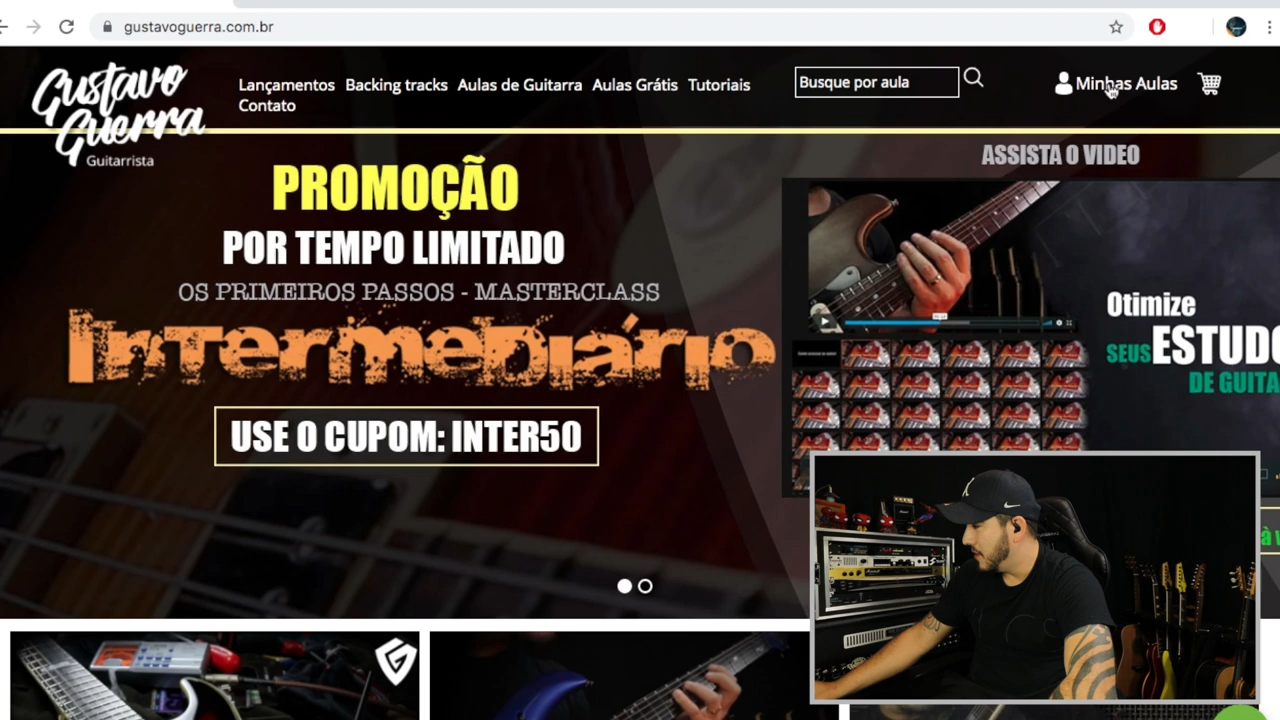 gustavoguerra.com.br
Gustavo
Guerra
Guitarrista
Lançamentos Backing tracks Aulas de Guitarra Aulas Grátis Tutoriais
Contato
Busque por aula
Minhas Aulas
PROMOÇÃO
POR TEMPO LIMITADO
OS PRIMEIROS PASSOS - MASTERCLASS
IntermeDiário
USE O CUPOM: INTER50
ASSISTA O VIDEO
Otimize
SEUS ESTUDO
DE GUITA
à v
G